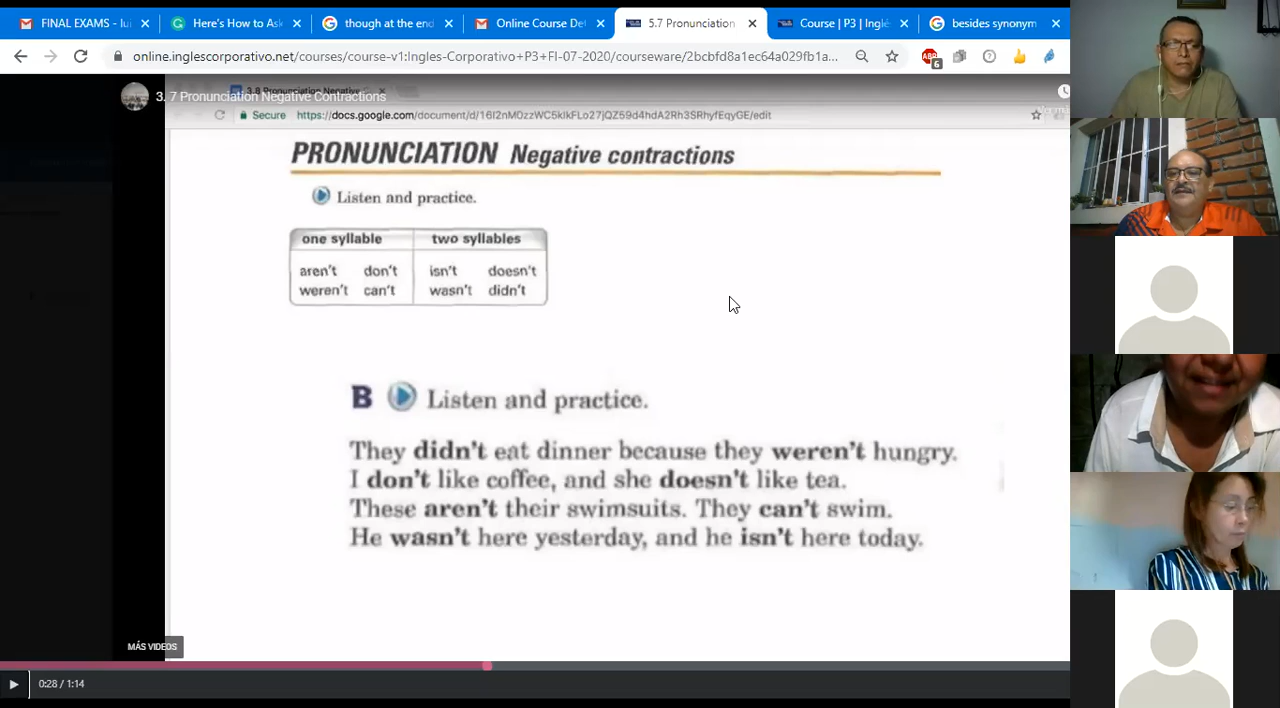 FINAL EXAMS - lui
Here's How to Ask
though at the end
Online Course Det
5.7 Pronunciation
Course | P3 | Inglé
besides synonym
online.inglescorporativo.net/courses/course-v1:Ingles-Corporativo+P3+FI-07-2020/courseware/2bcbfd8a1ec64a029fb1a...
6
3. 7 Pronunciation Negative Contractions
3.8 Pronunciation Negative
Secure https://docs.google.com/document/d/16I2nM0zzWC5kIkFLo27jQZ59d4hdA2Rh3SRhyfEqyGE/edit
PRONUNCIATION Negative contractions
Listen and practice.
one syllable two syllables
aren't don't isn't doesn't
weren't can't wasn't didn't
B Listen and practice.
They didn't eat dinner because they weren't hungry.
I don't like coffee, and she doesn't like tea.
These aren't their swimsuits. They can't swim.
He wasn't here yesterday, and he isn't here today.
MÁS VIDEOS
0:28 / 1:14